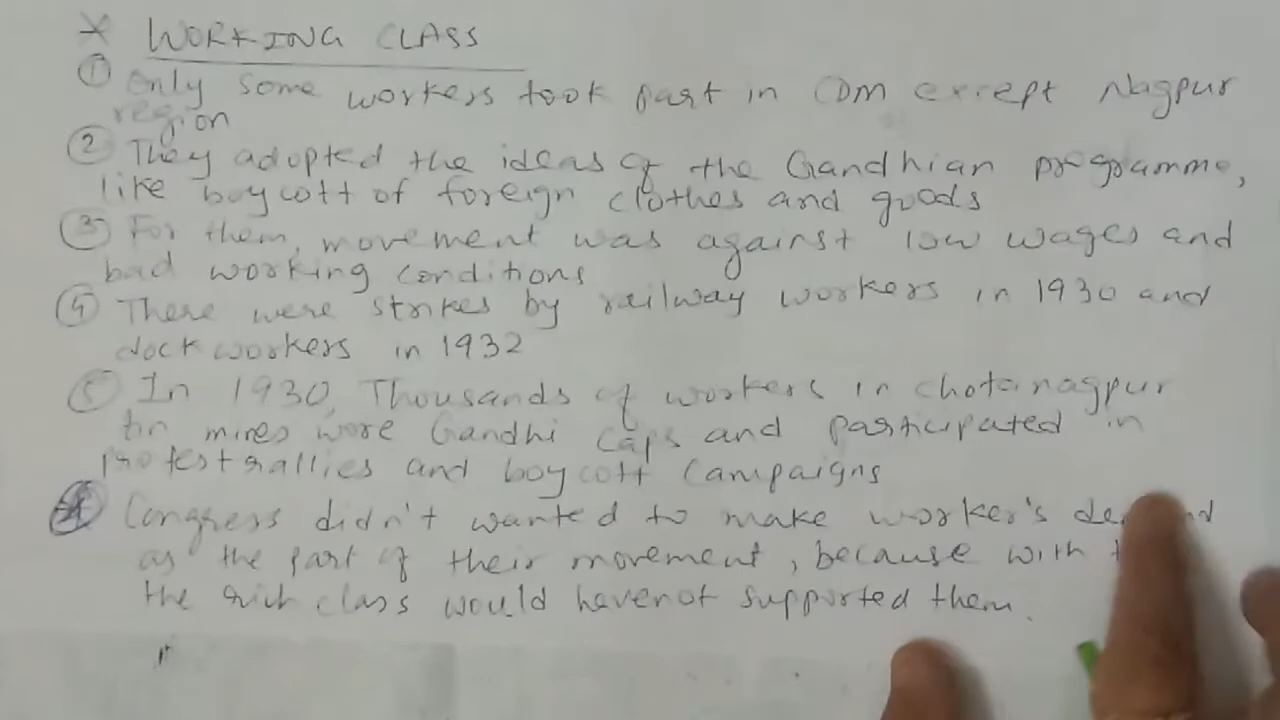 * WORKING CLASS
① Only some workers took part in CDM except Nagpur
region
② They adopted the ideas of the Gandhian programme,
like boycott of foreign clothes and goods
③ For them, movement was against low wages and
bad working conditions
④ There were strikes by railway workers in 1930 and
dock workers in 1932
⑤ In 1930, Thousands of workers in chotanagpur
tin mines wore Gandhi caps and participated in
protest rallies and boycott campaigns
Congress didn't wanted to make worker's
as the part of their movement, because with
the rich class would have not supported them.